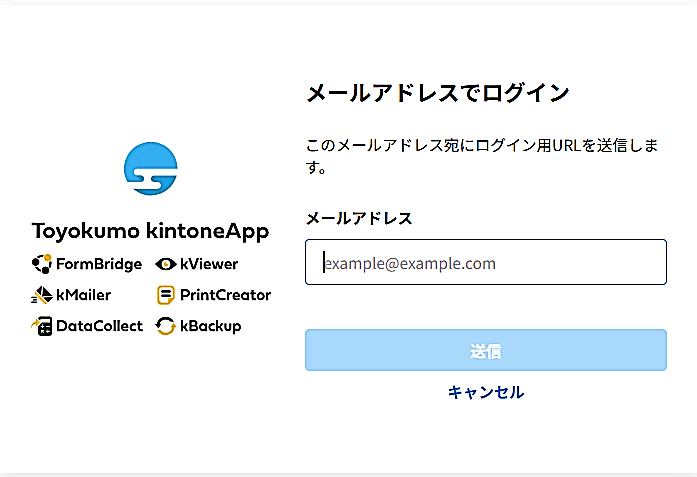 Toyokumo kintoneApp
FormBridge
kViewer
kMailer
PrintCreator
DataCollect
kBackup
メールアドレスでログイン
このメールアドレス宛にログイン用URLを送信しま
す。
メールアドレス
example@example.com
送信
キャンセル